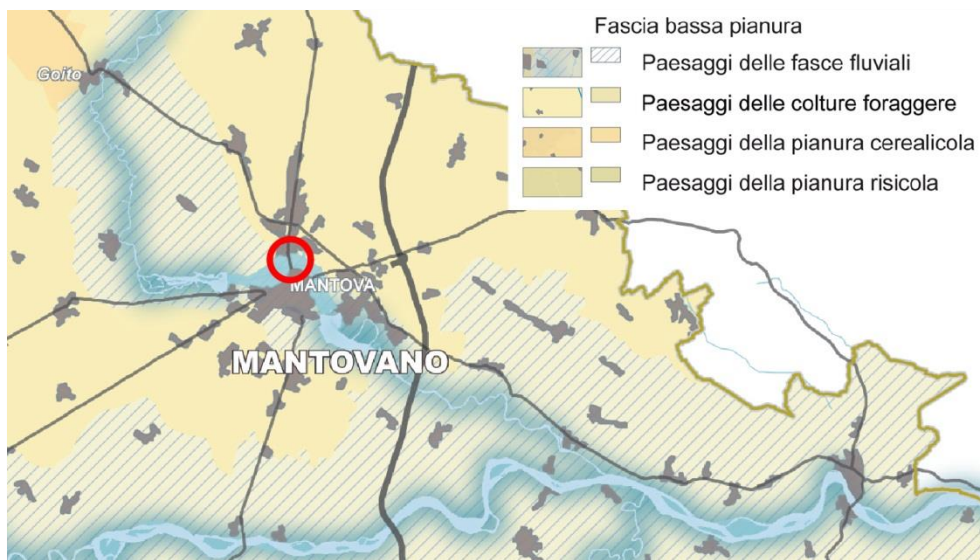 Fascia bassa pianura
Paesaggi delle fasce fluviali
Paesaggi delle colture foraggere
Paesaggi della pianura cerealicola
Paesaggi della pianura risicola
Goito
MANTOVA
MANTOVANO